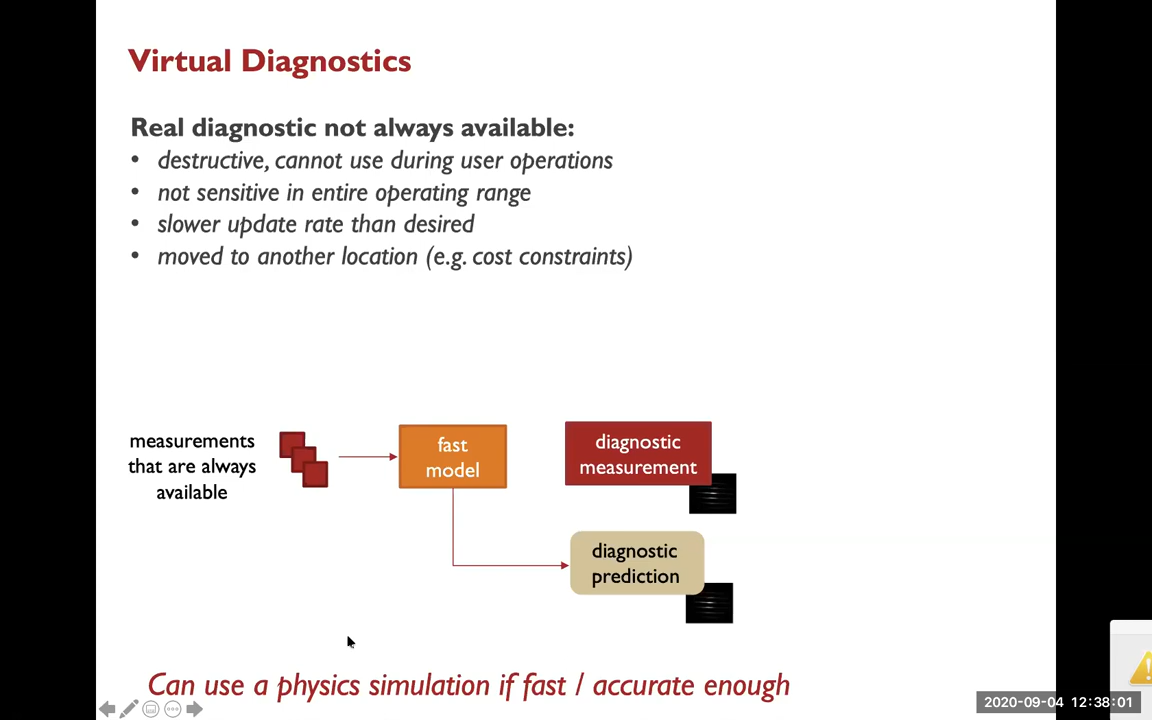 Virtual Diagnostics
Real diagnostic not always available:
• destructive, cannot use during user operations
• not sensitive in entire operating range
• slower update rate than desired
• moved to another location (e.g. cost constraints)
measurements
that are always
available
fast
model
diagnostic
measurement
diagnostic
prediction
Can use a physics simulation if fast / accurate enough
2020-09-04 12:38:01